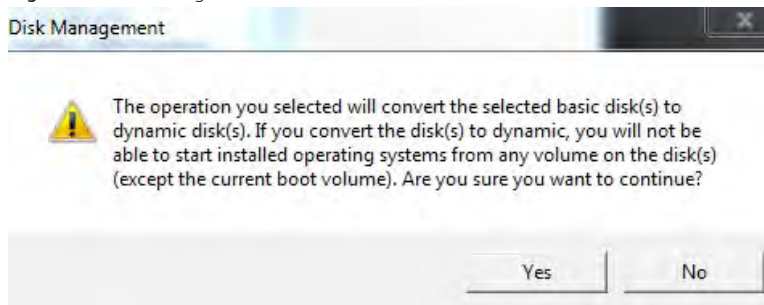 Disk Management
The operation you selected will convert the selected basic disk(s) to
dynamic disk(s). If you convert the disk(s) to dynamic, you will not be
able to start installed operating systems from any volume on the disk(s)
(except the current boot volume). Are you sure you want to continue?
Yes
No